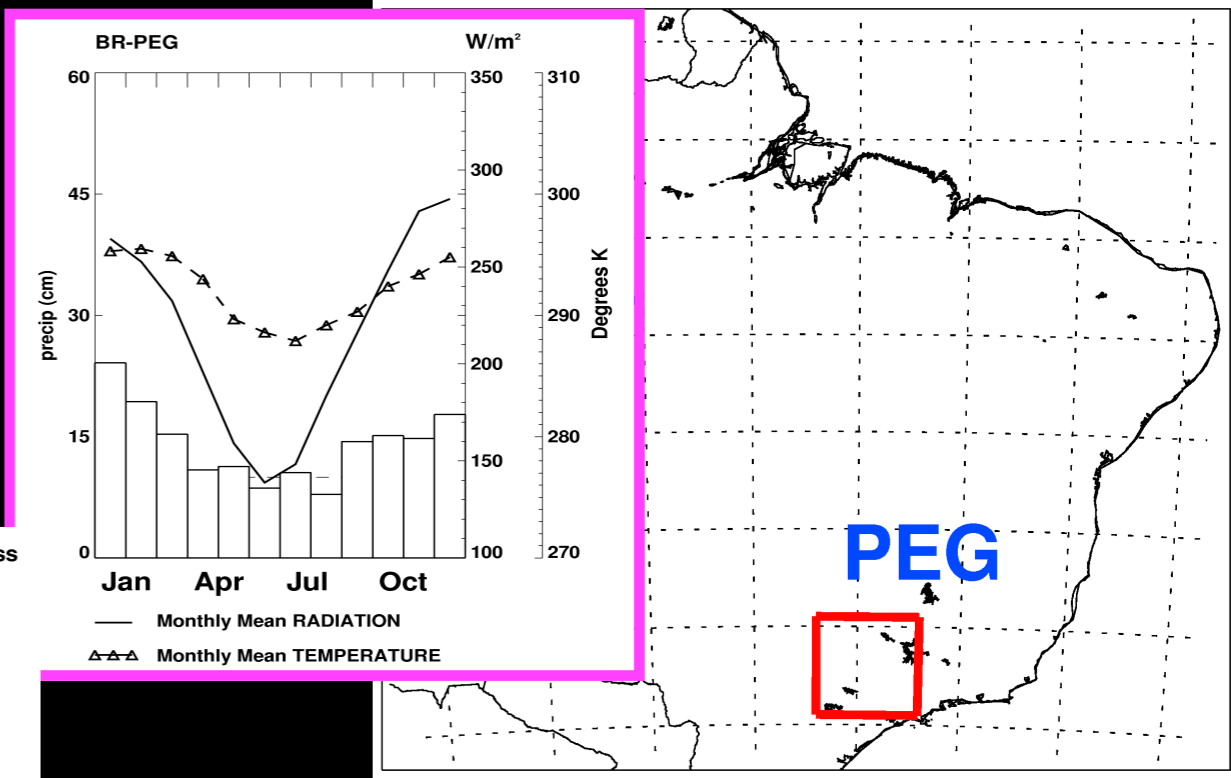 BR-PEG W/m²
60 350 310
300
45 300
250
precip (cm) Degrees K
30 290
200
15 280
150
0 100 270
Jan Apr Jul Oct
Monthly Mean RADIATION
Monthly Mean TEMPERATURE
ss
PEG